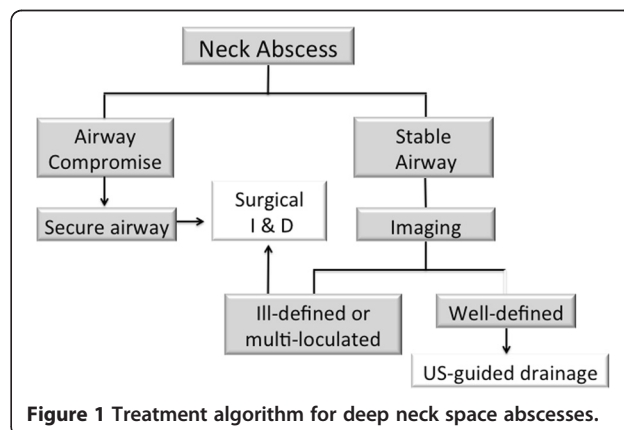 Neck Abscess
Airway
Compromise
Stable
Airway
Secure airway
Surgical
I & D
Imaging
Ill-defined or
multi-loculated
Well-defined
US-guided drainage
Figure 1 Treatment algorithm for deep neck space abscesses.